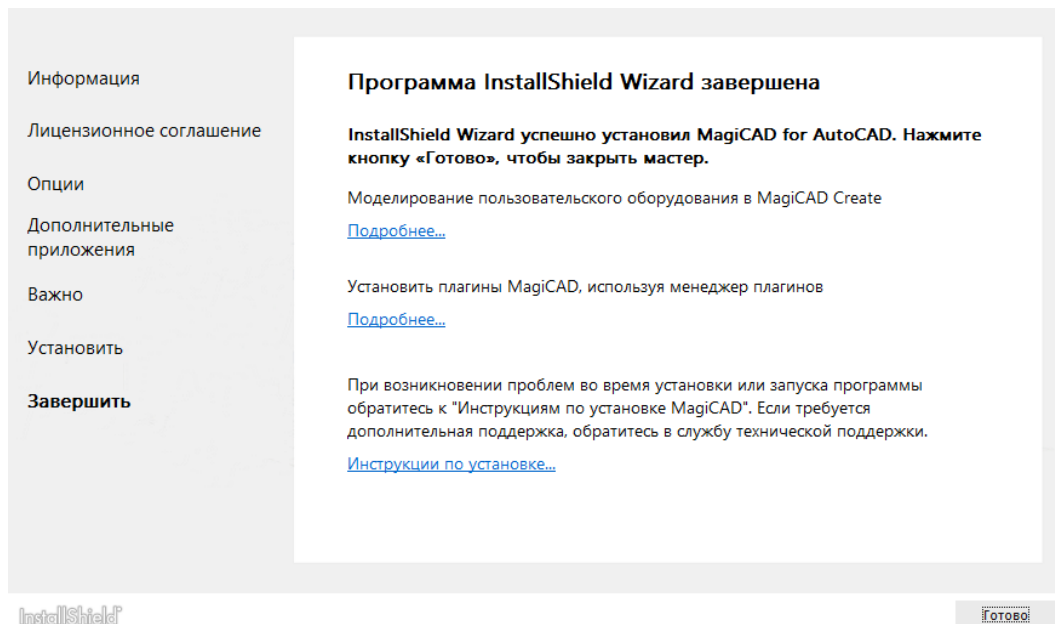 Информация
Лицензионное соглашение
Опции
Дополнительные
приложения
Важно
Установить
Завершить
Программа InstallShield Wizard завершена
InstallShield Wizard успешно установил MagiCAD for AutoCAD. Нажмите
кнопку «Готово», чтобы закрыть мастер.
Моделирование пользовательского оборудования в MagiCAD Create
Подробнее...
Установить плагины MagiCAD, используя менеджер плагинов
Подробнее...
При возникновении проблем во время установки или запуска программы
обратитесь к "Инструкциям по установке MagiCAD". Если требуется
дополнительная поддержка, обратитесь в службу технической поддержки.
Инструкции по установке...
InstallShield
Готово